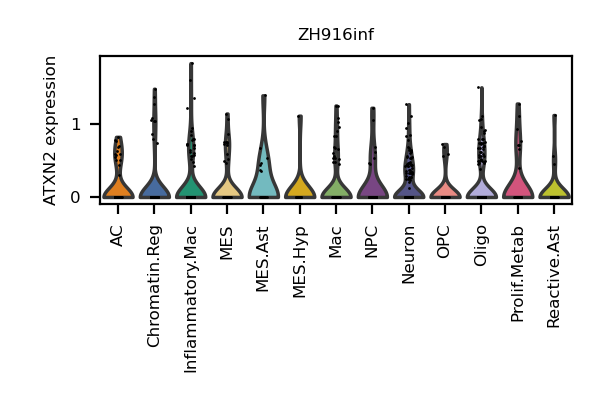 ZH916inf
ATXN2 expression
1
0
AC
Chromatin.Reg
Inflammatory.Mac
MES
MES.Ast
MES.Hyp
Mac
NPC
Neuron
OPC
Oligo
Prolif.Metab
Reactive.Ast